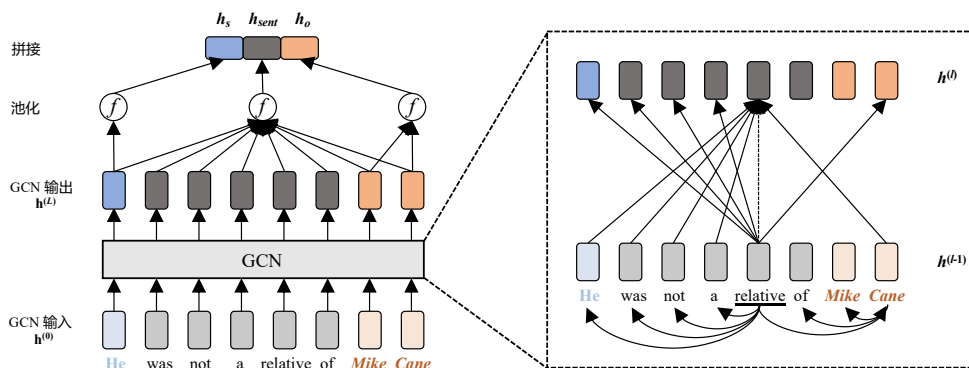 h_s h_sent h_o
拼接
池化
f f f
GCN 输出
h^(L)
GCN
GCN 输入
h^(0)
He was not a relative of Mike Cane
h^(l)
h^(l-1)
He was not a relative of Mike Cane